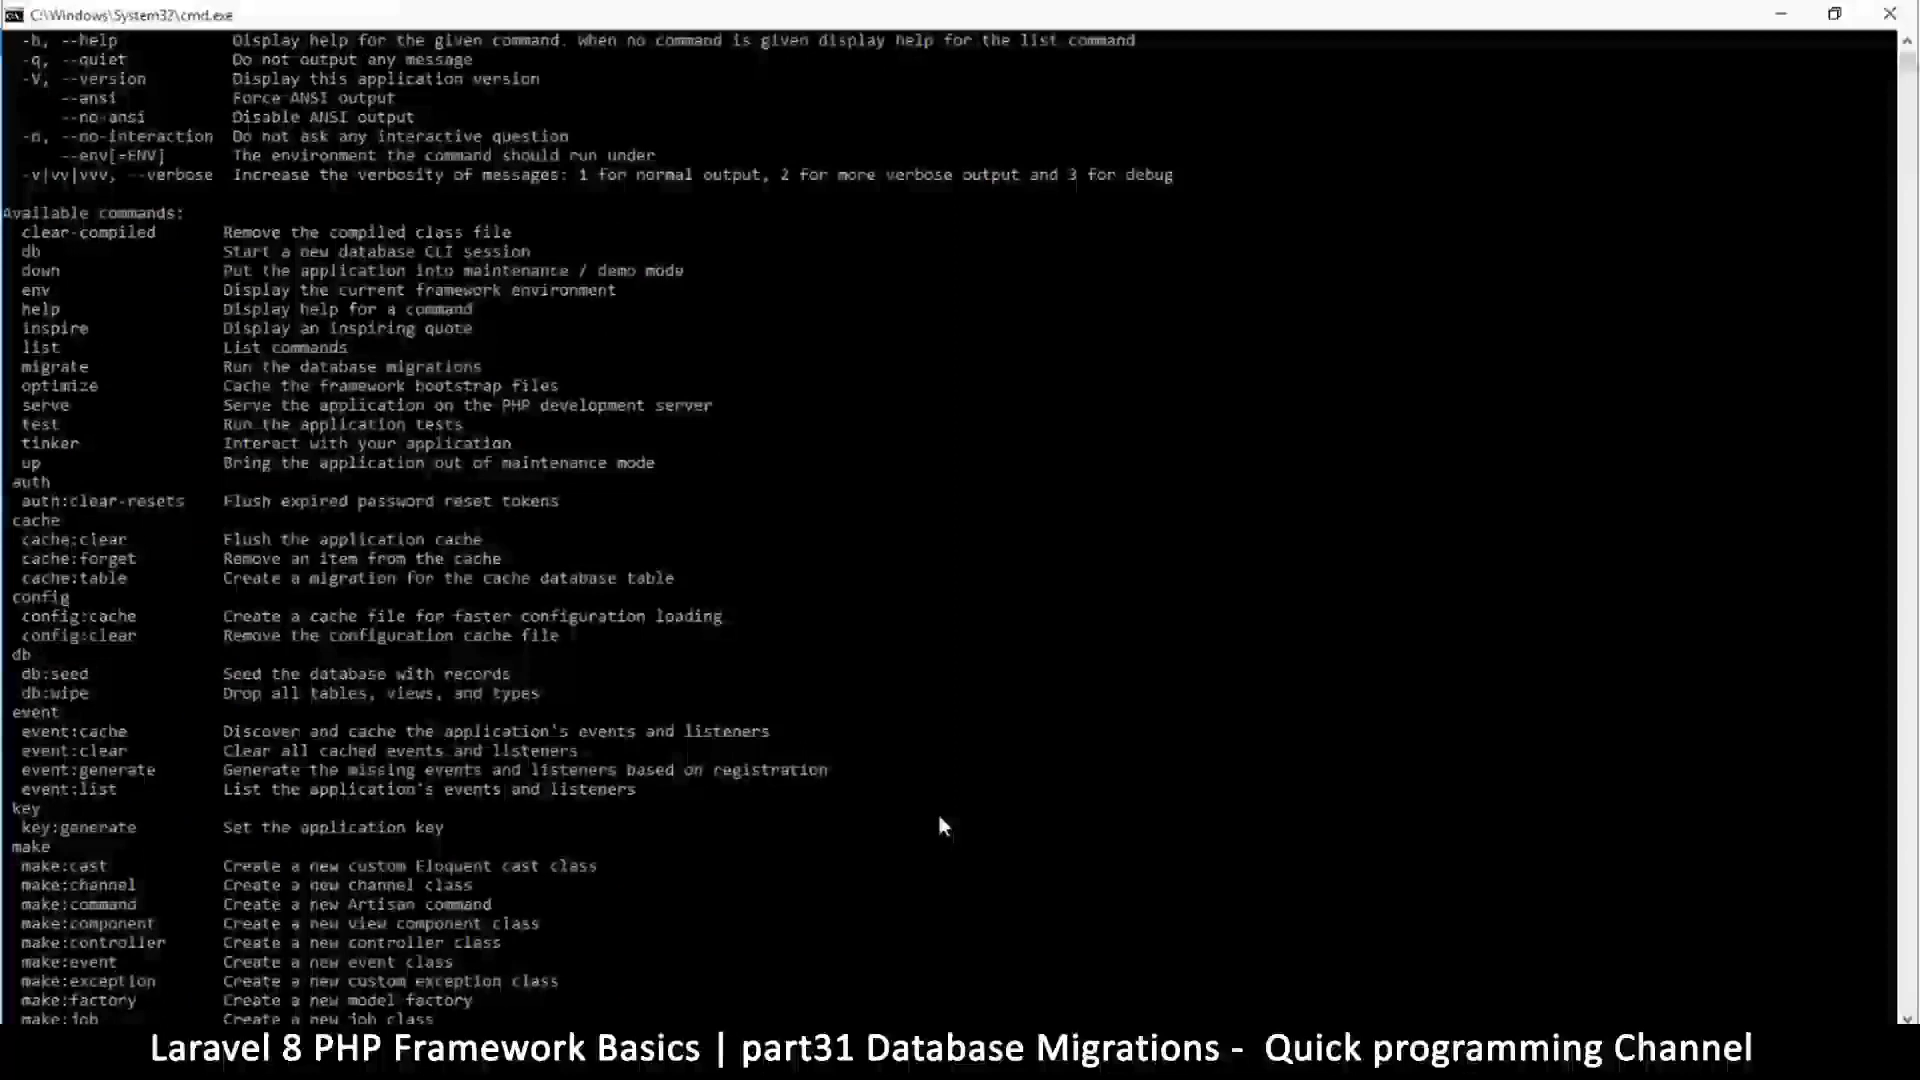 C:\Windows\System32\cmd.exe
-h, --help Display help for the given command. When no command is given display help for the list command
-q, --quiet Do not output any message
-V, --version Display this application version
--ansi Force ANSI output
--no-ansi Disable ANSI output
-n, --no-interaction Do not ask any interactive question
--env[=ENV] The environment the command should run under
-v|vv|vvv, --verbose Increase the verbosity of messages: 1 for normal output, 2 for more verbose output and 3 for debug
Available commands:
clear-compiled Remove the compiled class file
db Start a new database CLI session
down Put the application into maintenance / demo mode
env Display the current framework environment
help Display help for a command
inspire Display an inspiring quote
list List commands
migrate Run the database migrations
optimize Cache the framework bootstrap files
serve Serve the application on the PHP development server
test Run the application tests
tinker Interact with your application
up Bring the application out of maintenance mode
auth
auth:clear-resets Flush expired password reset tokens
cache
cache:clear Flush the application cache
cache:forget Remove an item from the cache
cache:table Create a migration for the cache database table
config
config:cache Create a cache file for faster configuration loading
config:clear Remove the configuration cache file
db
db:seed Seed the database with records
db:wipe Drop all tables, views, and types
event
event:cache Discover and cache the application's events and listeners
event:clear Clear all cached events and listeners
event:generate Generate the missing events and listeners based on registration
event:list List the application's events and listeners
key
key:generate Set the application key
make
make:cast Create a new custom Eloquent cast class
make:channel Create a new channel class
make:command Create a new Artisan command
make:component Create a new view component class
make:controller Create a new controller class
make:event Create a new event class
make:exception Create a new custom exception class
make:factory Create a new model factory
make:job Create a new job class
Laravel 8 PHP Framework Basics | part31 Database Migrations - Quick programming Channel